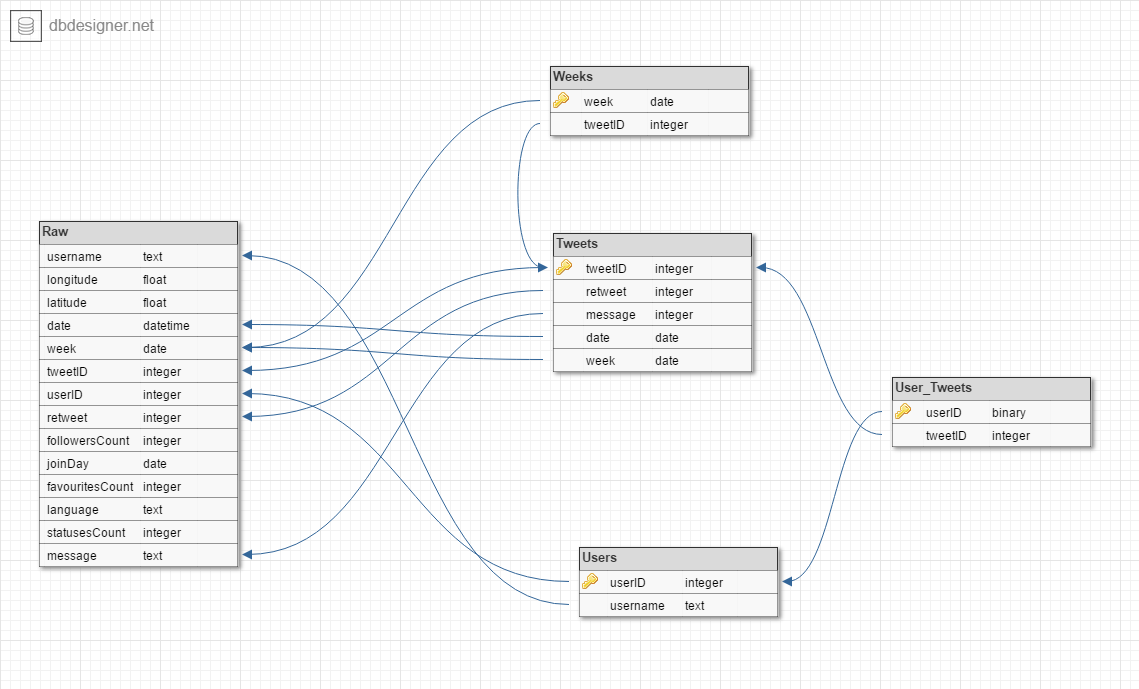 dbdesigner.net
Weeks
week date
tweetID integer
Raw
username text
longitude float
latitude float
date datetime
week date
tweetID integer
userID integer
retweet integer
followersCount integer
joinDay date
favouritesCount integer
language text
statusesCount integer
message text
Tweets
tweetID integer
retweet integer
message integer
date date
week date
User_Tweets
userID binary
tweetID integer
Users
userID integer
username text